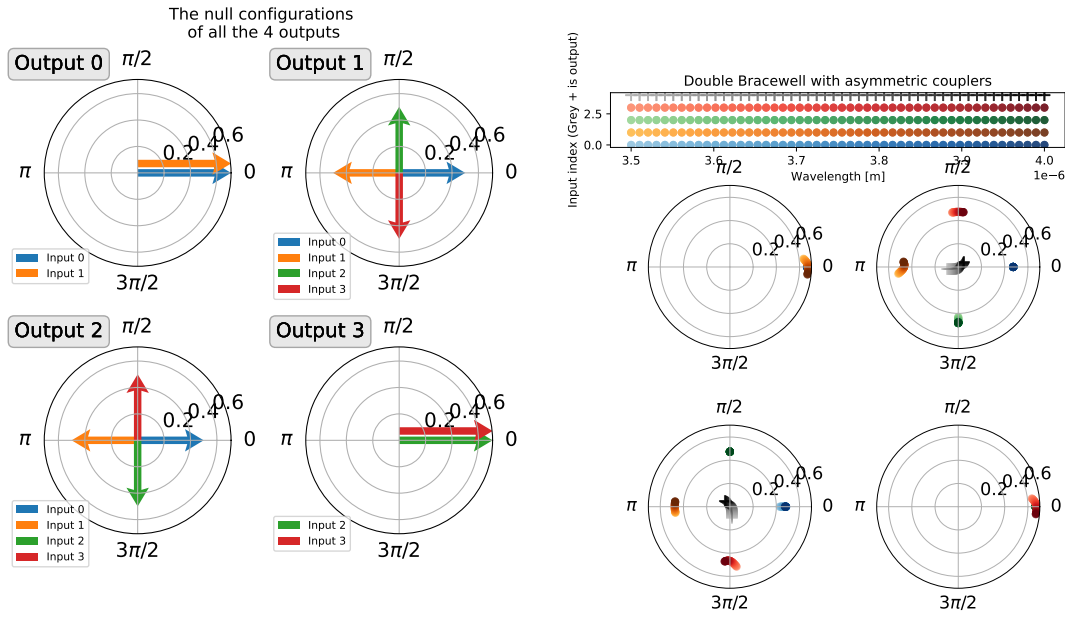 The null configurations
of all the 4 outputs
Output 0
π/2
π
0
3π/2
0.2
0.4
0.6
Input 0
Input 1
Output 1
π/2
π
0
3π/2
0.2
0.4
0.6
Input 0
Input 1
Input 2
Input 3
Output 2
π/2
π
0
3π/2
0.2
0.4
0.6
Input 0
Input 1
Input 2
Input 3
Output 3
π/2
π
0
3π/2
0.2
0.4
0.6
Input 2
Input 3
Double Bracewell with asymmetric couplers
Input index (Grey + is output)
2.5
0.0
3.5
3.6
3.7
3.8
3.9
4.0
Wavelength [m]
1e−6
π/2
π
0
3π/2
0.2
0.4
0.6
π/2
π
0
3π/2
0.2
0.4
0.6
π/2
π
0
3π/2
0.2
0.4
0.6
π/2
π
0
3π/2
0.2
0.4
0.6